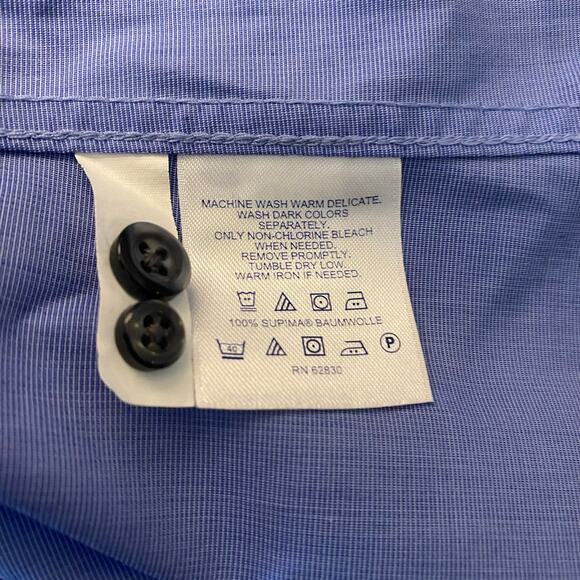 MACHINE WASH WARM DELICATE.
WASH DARK COLORS
SEPARATELY.
ONLY NON-CHLORINE BLEACH
WHEN NEEDED.
REMOVE PROMPTLY.
TUMBLE DRY LOW.
WARM IRON IF NEEDED.
100% SUPIMA® BAUMWOLLE
40 P
RN 62830